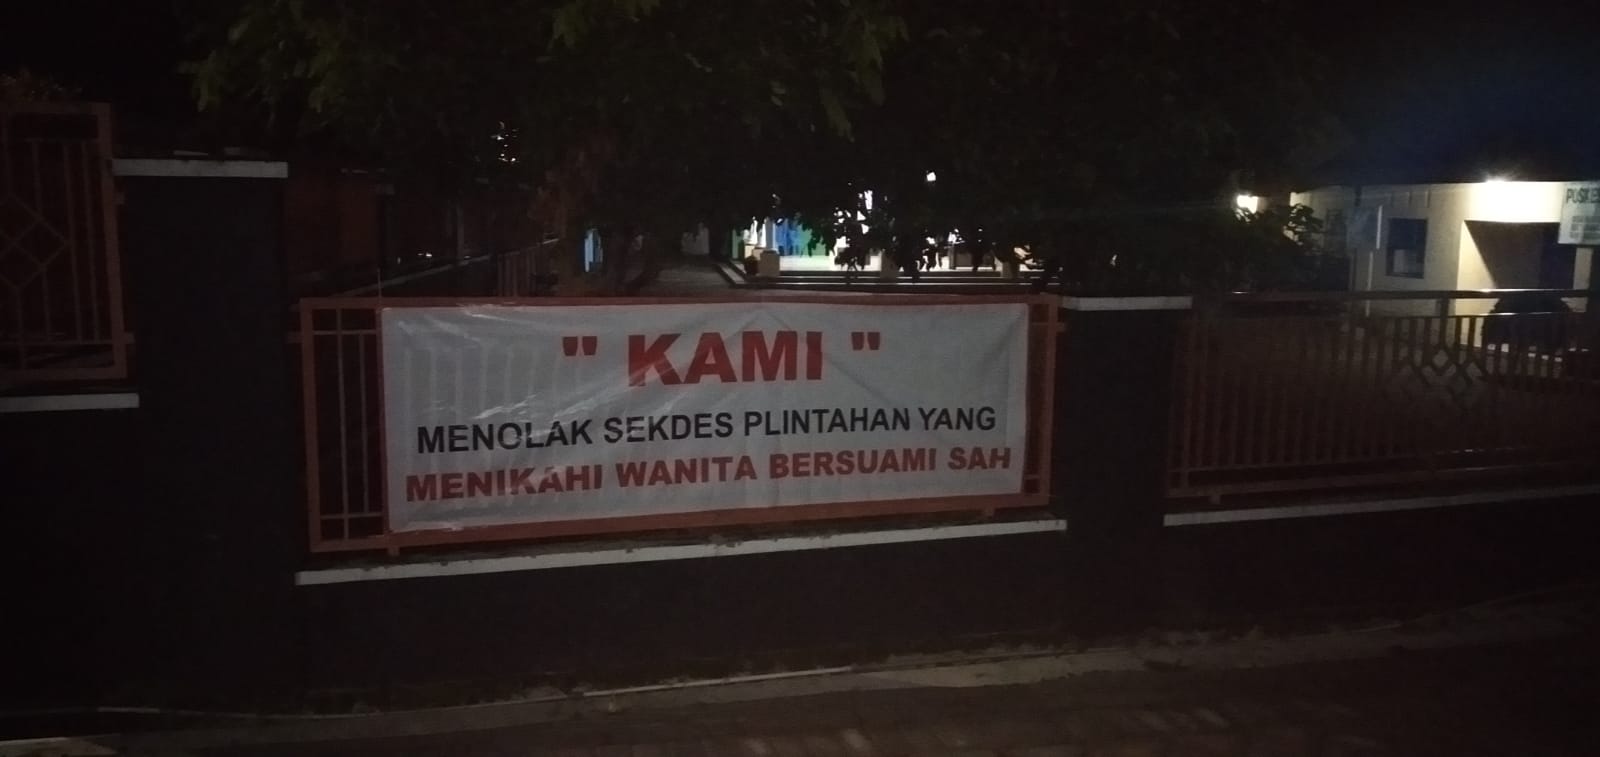 " KAMI "
MENOLAK SEKDES PLINTAHAN YANG
MENIKAHI WANITA BERSUAMI SAH